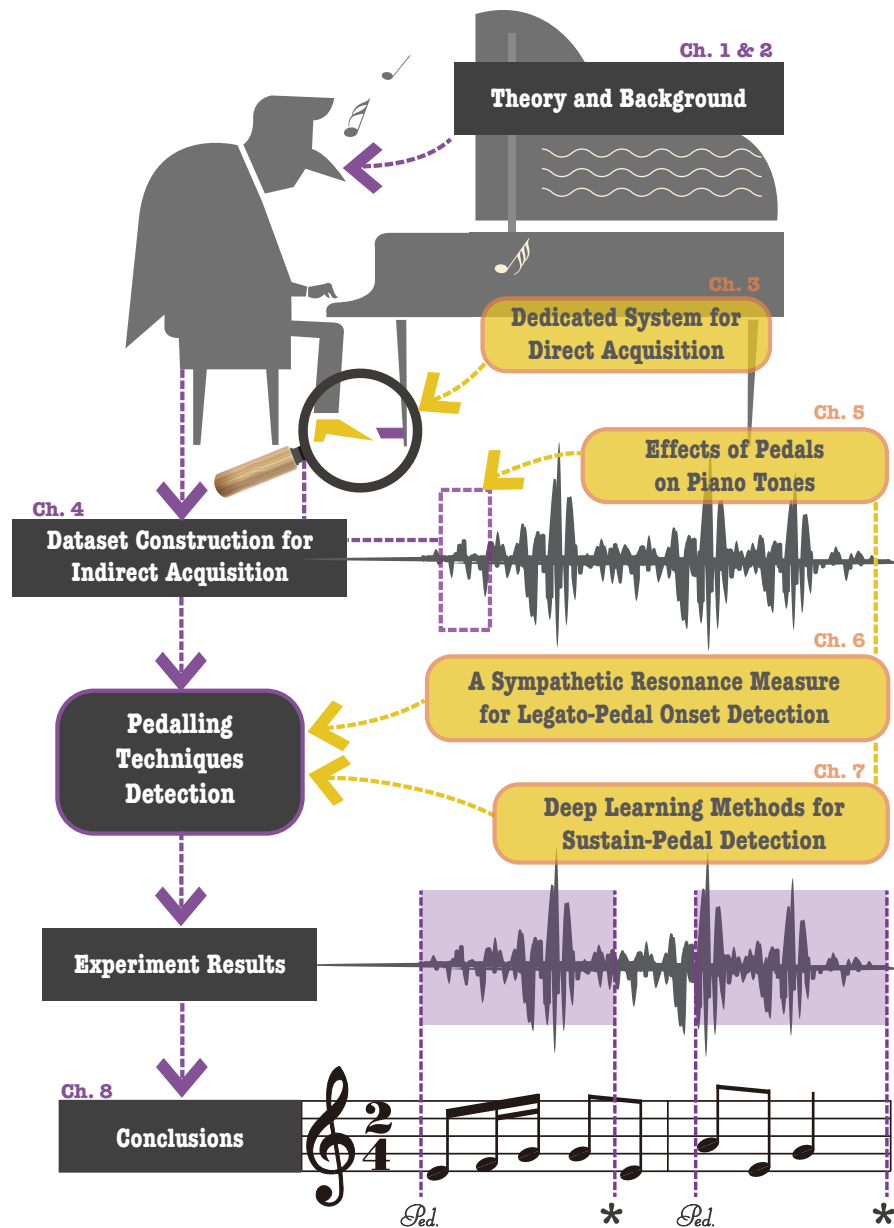 Ch. 1 & 2
Theory and Background
Ch. 3
Dedicated System for
Direct Acquisition
Ch. 5
Effects of Pedals
on Piano Tones
Ch. 4
Dataset Construction for
Indirect Acquisition
Ch. 6
A Sympathetic Resonance Measure
for Legato-Pedal Onset Detection
Pedalling
Techniques
Detection
Ch. 7
Deep Learning Methods for
Sustain-Pedal Detection
Experiment Results
Ch. 8
Conclusions
2
4
Ped. * Ped. *